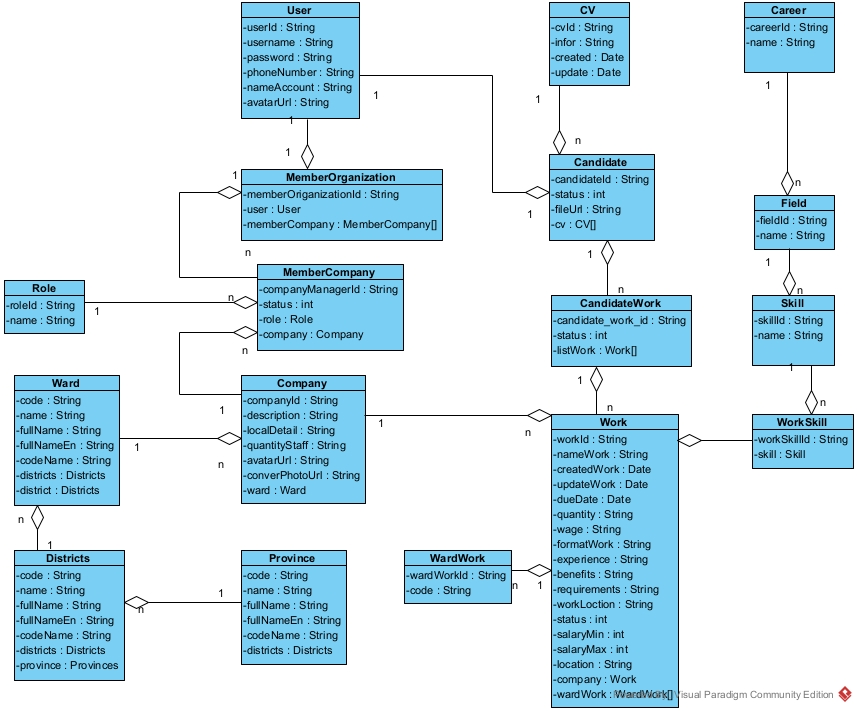 User
-userId : String
-username : String
-password : String
-phoneNumber : String
-nameAccount : String
-avatarUrl : String
1
1
1
CV
-cvId : String
-infor : String
-created : Date
-update : Date
1
n
Career
-careerId : String
-name : String
1
n
MemberOrganization
-memberOriganizationId : String
-user : User
-memberCompany : MemberCompany[]
1
n
Candidate
-candidateId : String
-status : int
-fileUrl : String
-cv : CV[]
1
1
n
Field
-fieldId : String
-name : String
1
n
Role
-roleId : String
-name : String
1
n
MemberCompany
-companyManagerId : String
-status : int
-role : Role
-company : Company
n
1
CandidateWork
-candidate_work_id : String
-status : int
-listWork : Work[]
1
n
Skill
-skillId : String
-name : String
1
n
Ward
-code : String
-name : String
-fullName : String
-fullNameEn : String
-codeName : String
-districts : Districts
-district : Districts
1
n
n
1
Company
-companyId : String
-description : String
-localDetail : String
-quantityStaff : String
-avatarUrl : String
-converPhotoUrl : String
-ward : Ward
1
n
Work
-workId : String
-nameWork : String
-createdWork : Date
-updateWork : Date
-dueDate : Date
-quantity : String
-wage : String
-formatWork : String
-experience : String
-benefits : String
-requirements : String
-workLoction : String
-status : int
-salaryMin : int
-salaryMax : int
-location : String
-company : Work
-wardWork : WardWork[]
WorkSkill
-workSkillId : String
-skill : Skill
Districts
-code : String
-name : String
-fullName : String
-fullNameEn : String
-codeName : String
-districts : Districts
-province : Provinces
n
1
Province
-code : String
-name : String
-fullName : String
-fullNameEn : String
-codeName : String
-districts : Districts
WardWork
-wardWorkId : String
-code : String
n
1
Visual Paradigm Community Edition